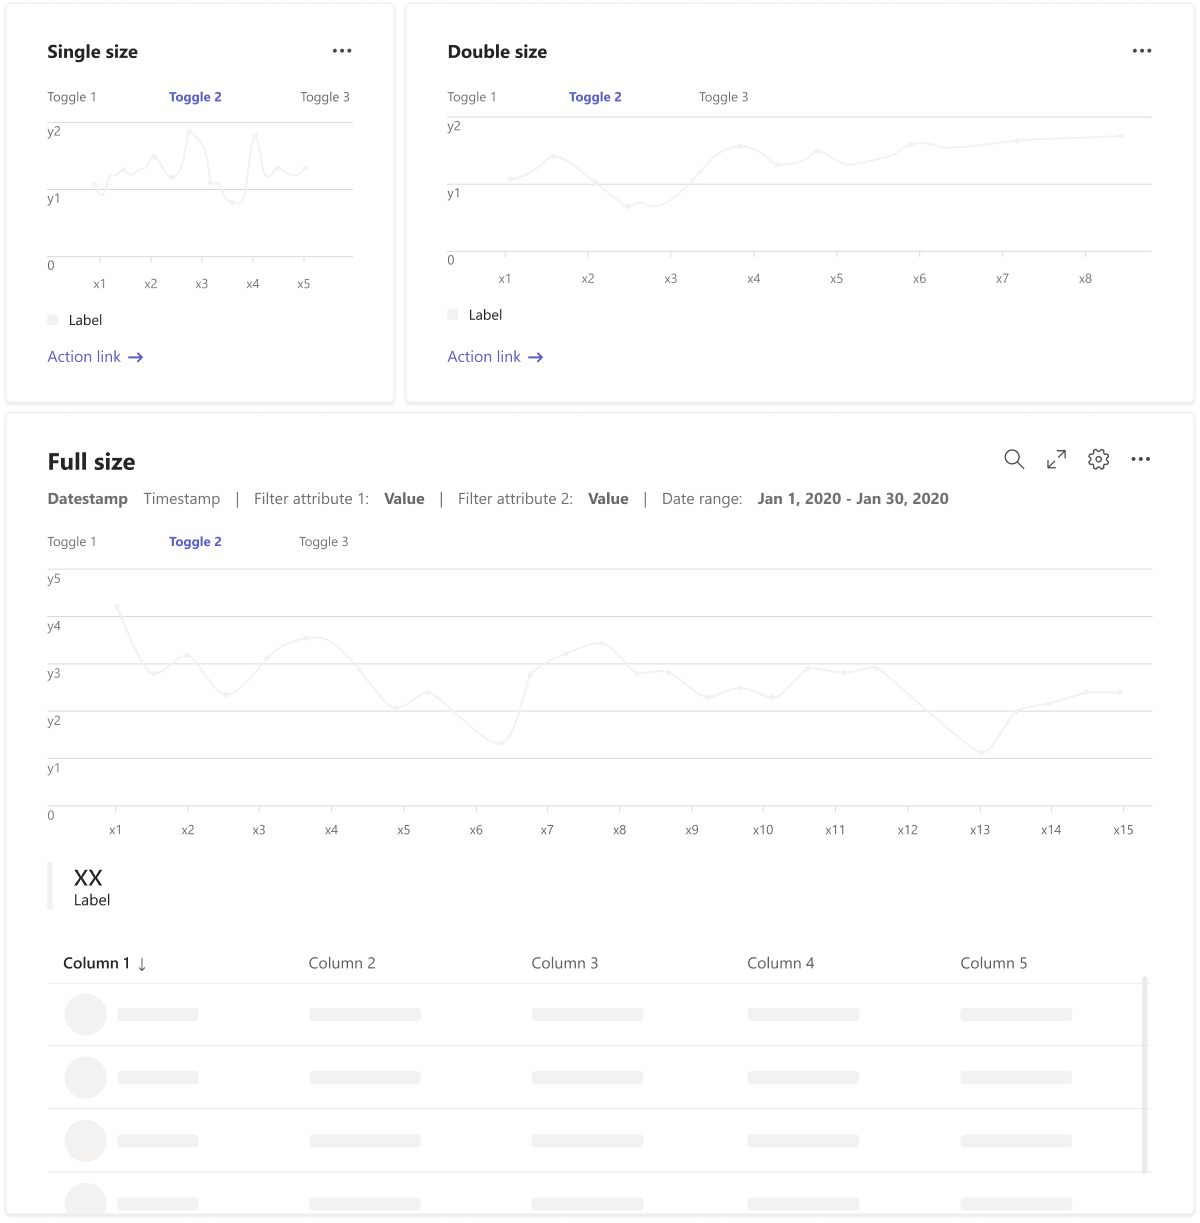 Single size
Toggle 1 Toggle 2 Toggle 3
y2
y1
0
x1 x2 x3 x4 x5
Label
Action link
Double size
Toggle 1 Toggle 2 Toggle 3
y2
y1
0
x1 x2 x3 x4 x5 x6 x7 x8
Label
Action link
Full size
Datestamp Timestamp | Filter attribute 1: Value | Filter attribute 2: Value | Date range: Jan 1, 2020 - Jan 30, 2020
Toggle 1 Toggle 2 Toggle 3
y5
y4
y3
y2
y1
0
x1 x2 x3 x4 x5 x6 x7 x8 x9 x10 x11 x12 x13 x14 x15
XX
Label
Column 1 Column 2 Column 3 Column 4 Column 5